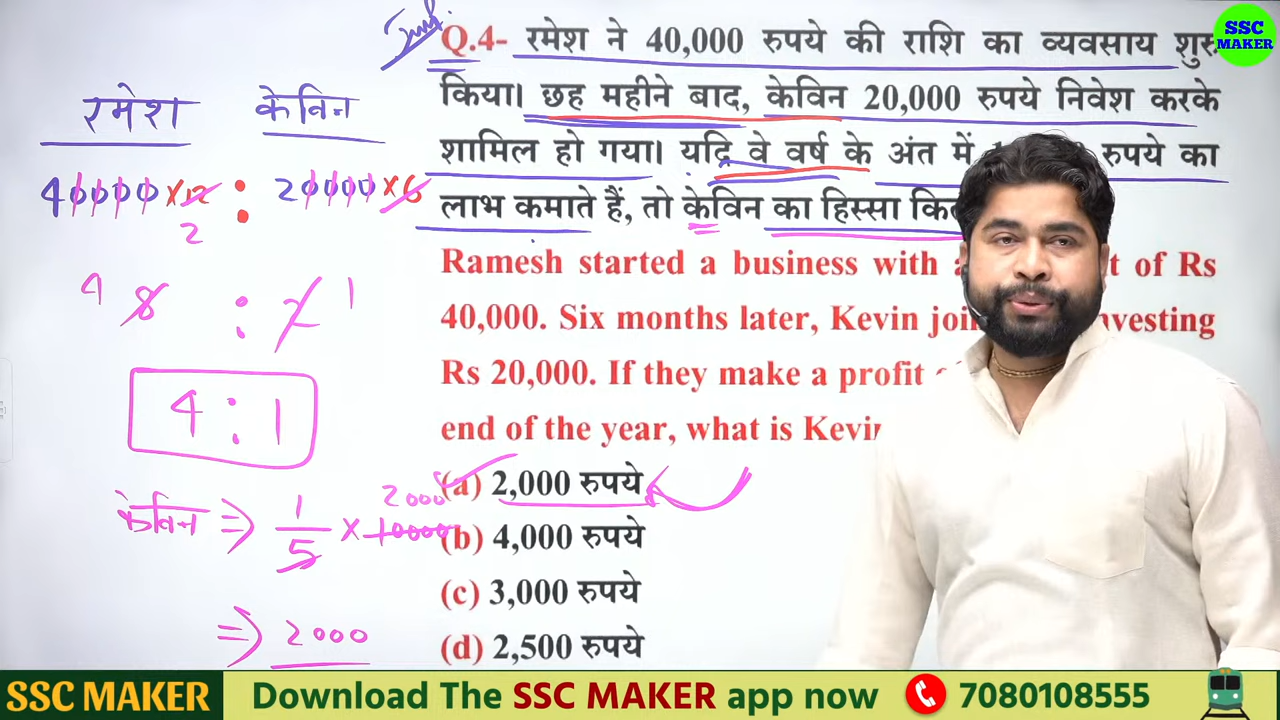 SSC
MAKER
Q.4- रमेश ने 40,000 रुपये की राशि का व्यवसाय शुरू
किया। छह महीने बाद, केविन 20,000 रुपये निवेश करके
शामिल हो गया। यदि वे वर्ष के अंत में रुपये का
लाभ कमाते हैं, तो केविन का हिस्सा
Ramesh started a business with of Rs
40,000. Six months later, Kevin
Rs 20,000. If they make a profit
end of the year, what is
(a) 2,000 रुपये
(b) 4,000 रुपये
(c) 3,000 रुपये
(d) 2,500 रुपये
रमेश केविन
40000 x 12 : 20000 x 6
2
4 8 : 2 1
4 : 1
केविन => 1/5 x 10000
2000
=> 2000
SSC MAKER Download The SSC MAKER app now 7080108555